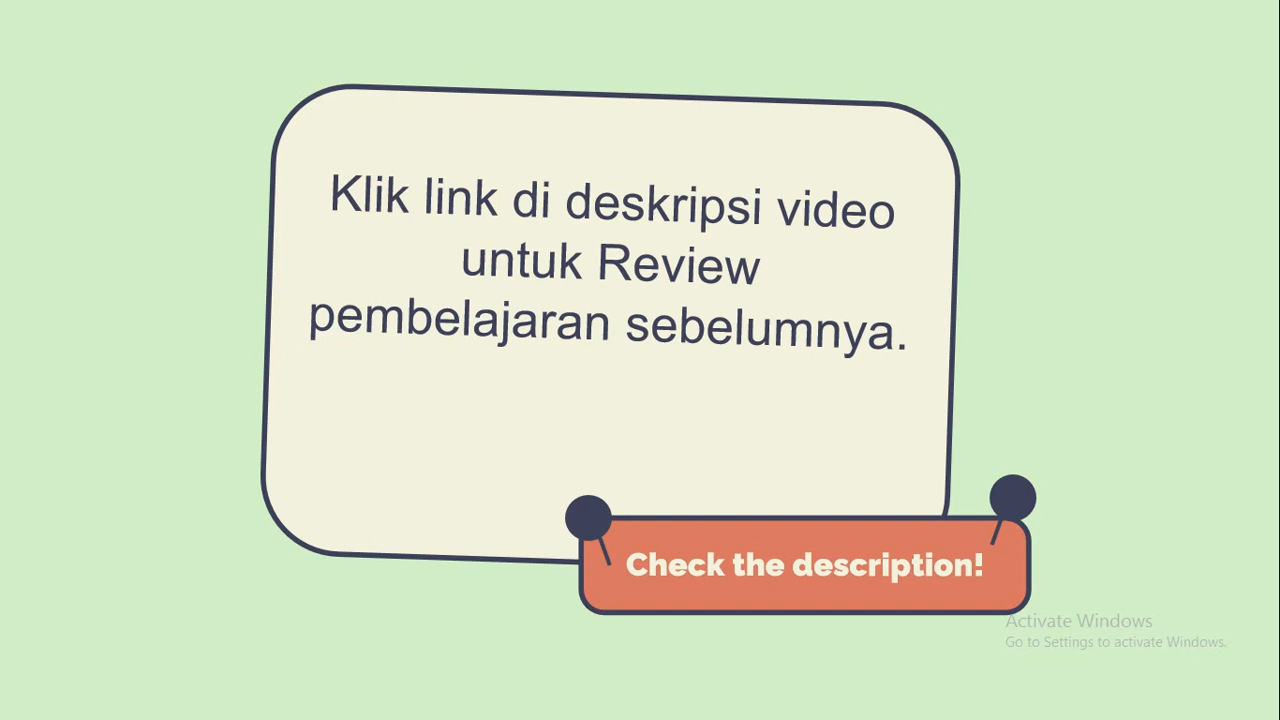 Klik link di deskripsi video
untuk Review
pembelajaran sebelumnya.
Check the description!
Activate Windows
Go to Settings to activate Windows.